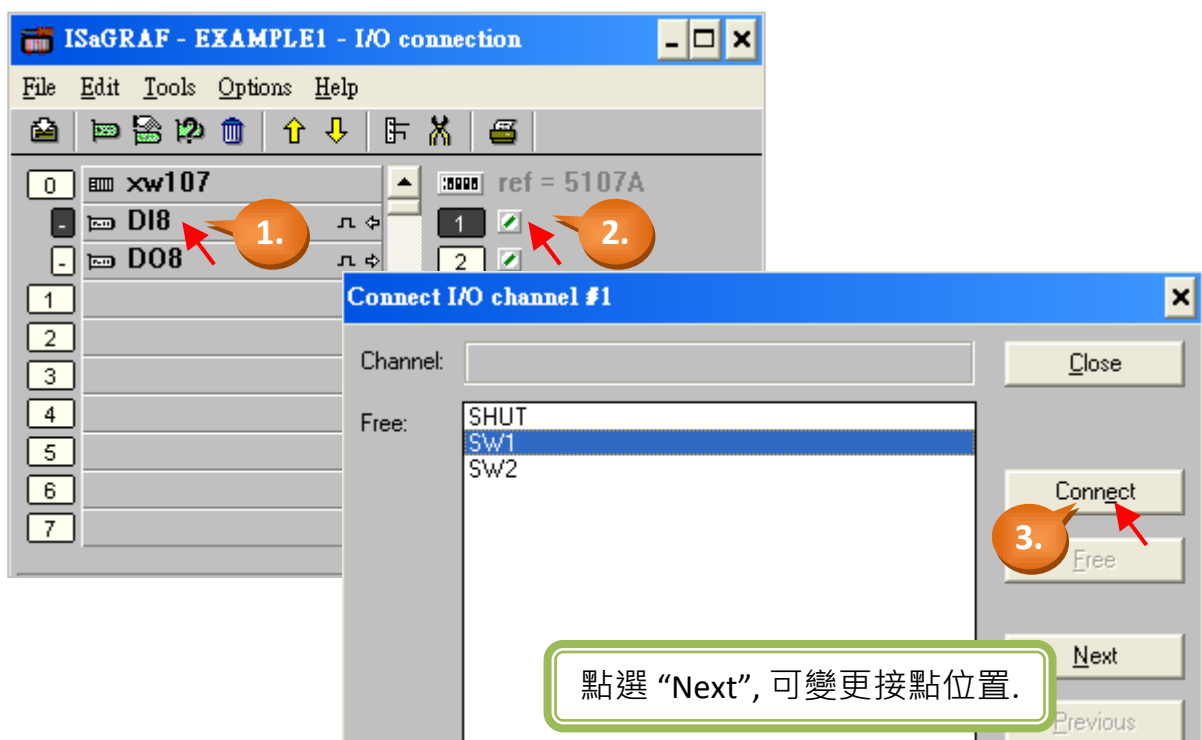 ISaGRAF - EXAMPLE1 - I/O connection
File Edit Tools Options Help
0 xw107 ref = 5107A
- DI8 1. 1 2.
- DO8 2
1
2
3
4
5
6
7
Connect I/O channel #1
Channel: Close
Free: SHUT
SW1
SW2
Connect
3.
Free
Next
點選 “Next”, 可變更接點位置.
Previous